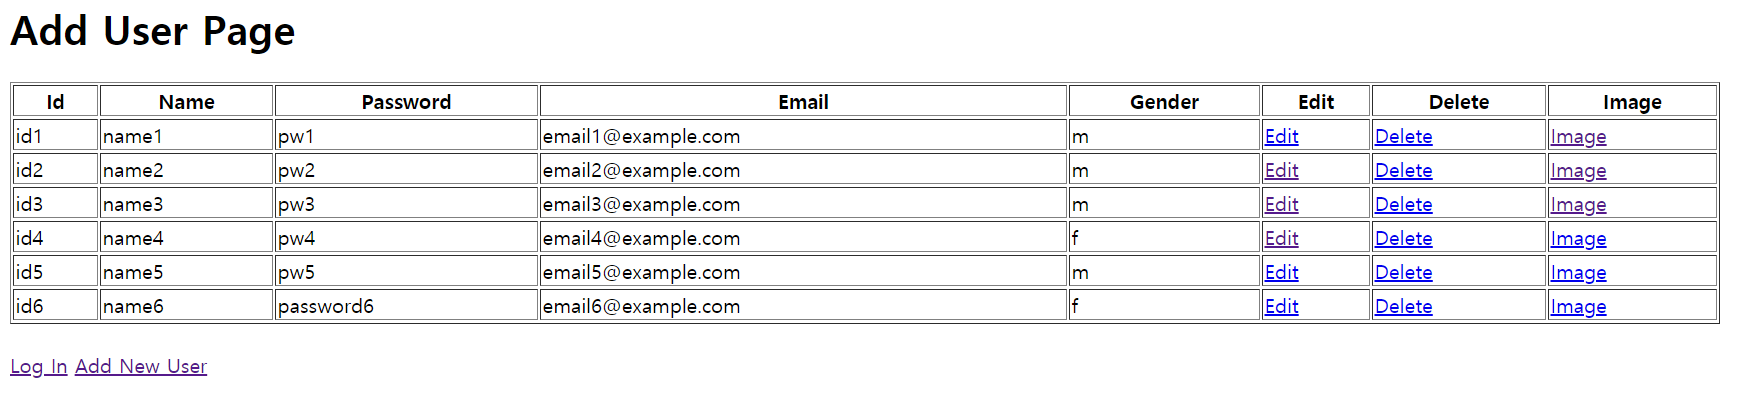 Add User Page
Id Name Password Email Gender Edit Delete Image
id1 name1 pw1 email1@example.com m Edit Delete Image
id2 name2 pw2 email2@example.com m Edit Delete Image
id3 name3 pw3 email3@example.com m Edit Delete Image
id4 name4 pw4 email4@example.com f Edit Delete Image
id5 name5 pw5 email5@example.com m Edit Delete Image
id6 name6 password6 email6@example.com f Edit Delete Image
Log In Add New User